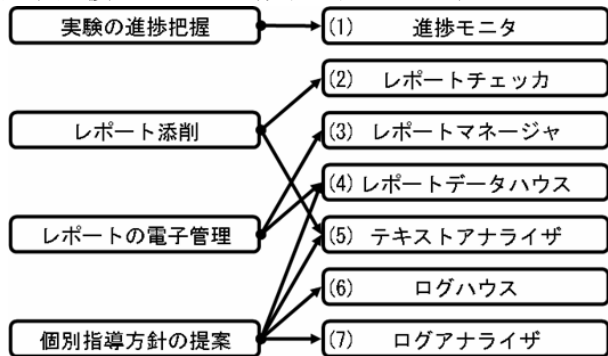 実験の進捗把握
(1) 進捗モニタ
(2) レポートチェッカ
レポート添削
(3) レポートマネージャ
(4) レポートデータハウス
レポートの電子管理
(5) テキストアナライザ
(6) ログハウス
個別指導方針の提案
(7) ログアナライザ